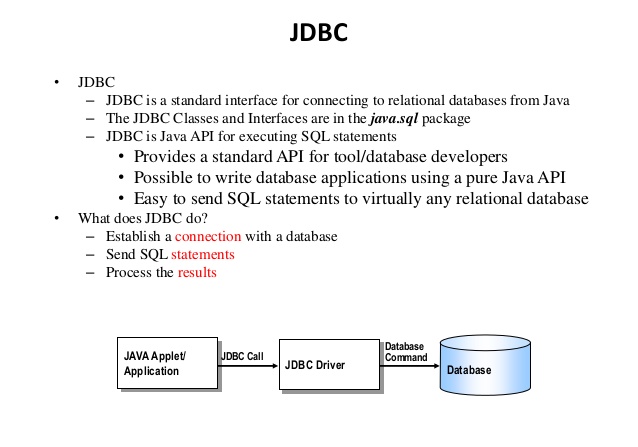 JDBC
• JDBC
– JDBC is a standard interface for connecting to relational databases from Java
– The JDBC Classes and Interfaces are in the java.sql package
– JDBC is Java API for executing SQL statements
• Provides a standard API for tool/database developers
• Possible to write database applications using a pure Java API
• Easy to send SQL statements to virtually any relational database
• What does JDBC do?
– Establish a connection with a database
– Send SQL statements
– Process the results
JAVA Applet/
Application
JDBC Call
JDBC Driver
Database
Command
Database